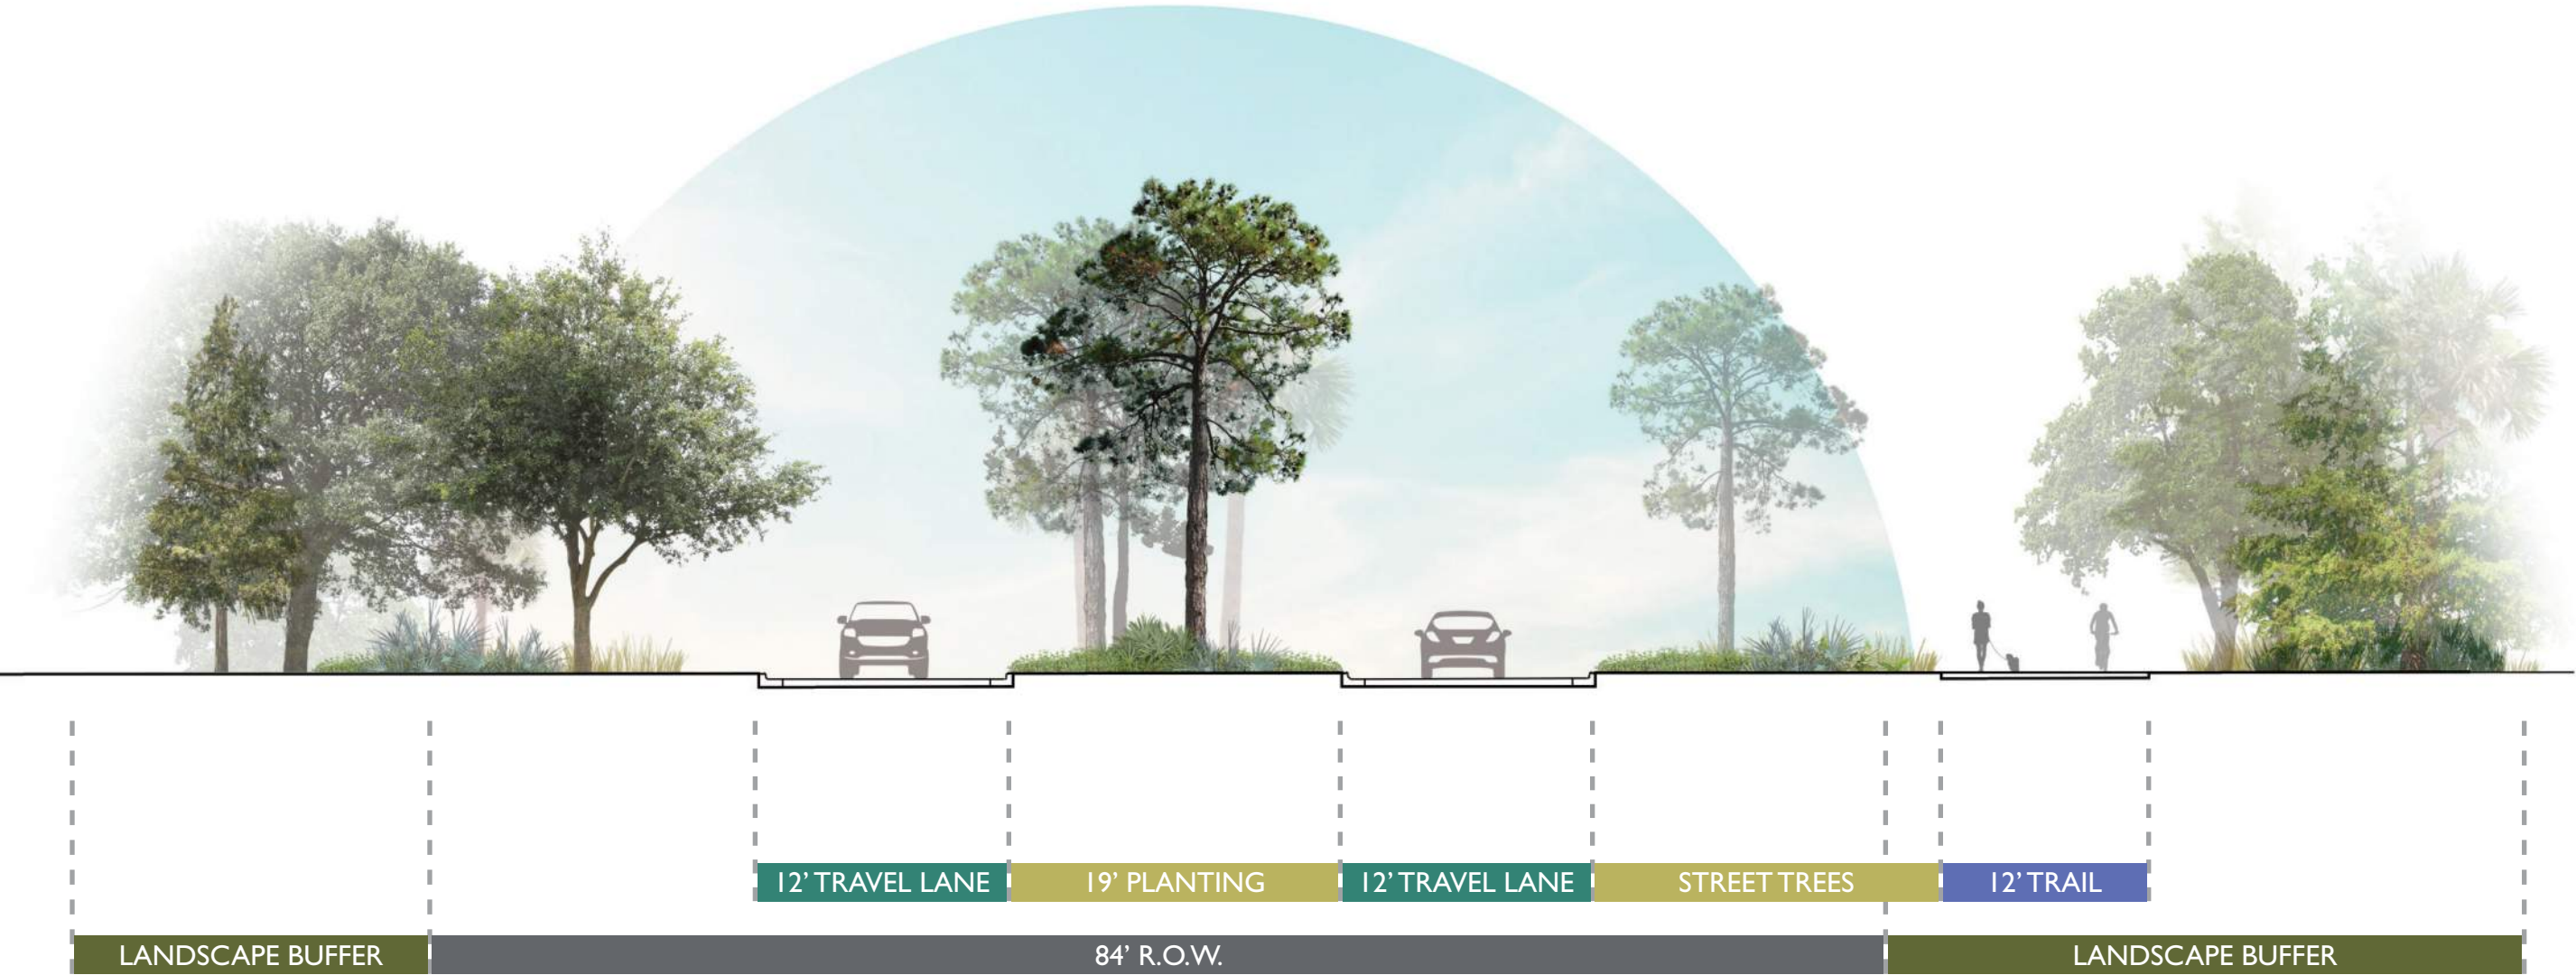 12' TRAVEL LANE
19' PLANTING
12' TRAVEL LANE
STREET TREES
12' TRAIL
LANDSCAPE BUFFER
84' R.O.W.
LANDSCAPE BUFFER